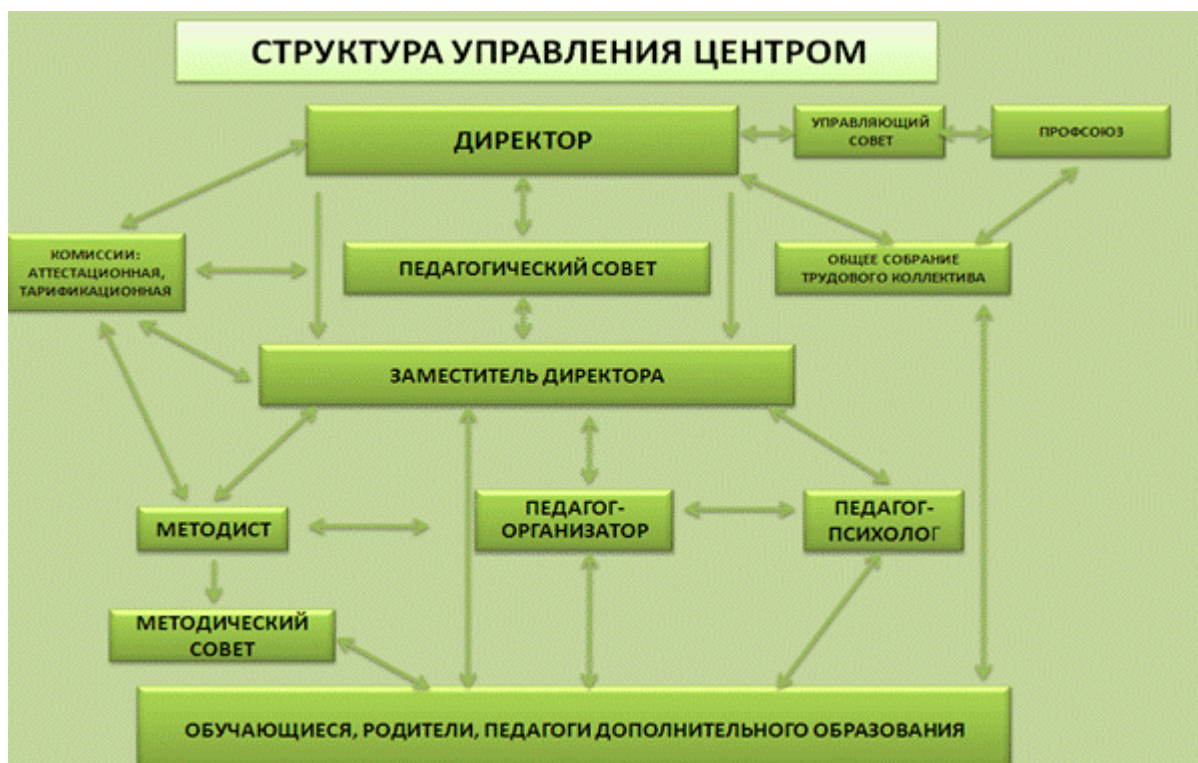 СТРУКТУРА УПРАВЛЕНИЯ ЦЕНТРОМ
ДИРЕКТОР
УПРАВЛЯЮЩИЙ
СОВЕТ
ПРОФСОЮЗ
КОМИССИИ:
АТТЕСТАЦИОННАЯ,
ТАРИФИКАЦИОННАЯ
ПЕДАГОГИЧЕСКИЙ СОВЕТ
ОБЩЕЕ СОБРАНИЕ
ТРУДОВОГО КОЛЛЕКТИВА
ЗАМЕСТИТЕЛЬ ДИРЕКТОРА
МЕТОДИСТ
ПЕДАГОГ-
ОРГАНИЗАТОР
ПЕДАГОГ-
ПСИХОЛОГ
МЕТОДИЧЕСКИЙ
СОВЕТ
ОБУЧАЮЩИЕСЯ, РОДИТЕЛИ, ПЕДАГОГИ ДОПОЛНИТЕЛЬНОГО ОБРАЗОВАНИЯ